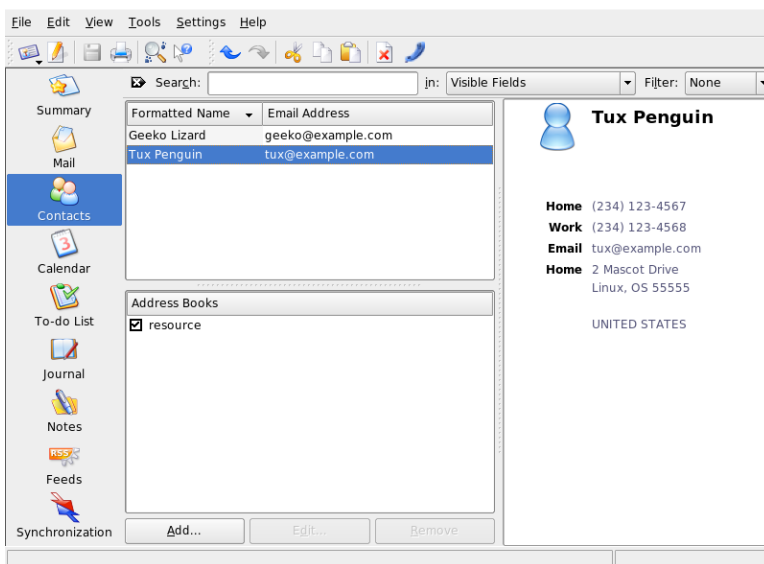 File Edit View Tools Settings Help
Search: in: Visible Fields Filter: None
Summary
Mail
Contacts
Calendar
3
To-do List
Journal
Notes
RSS
Feeds
Synchronization
Formatted Name Email Address
Geeko Lizard geeko@example.com
Tux Penguin tux@example.com
Address Books
resource
Add... Edit... Remove
Tux Penguin
Home (234) 123-4567
Work (234) 123-4568
Email tux@example.com
Home 2 Mascot Drive
Linux, OS 55555
UNITED STATES